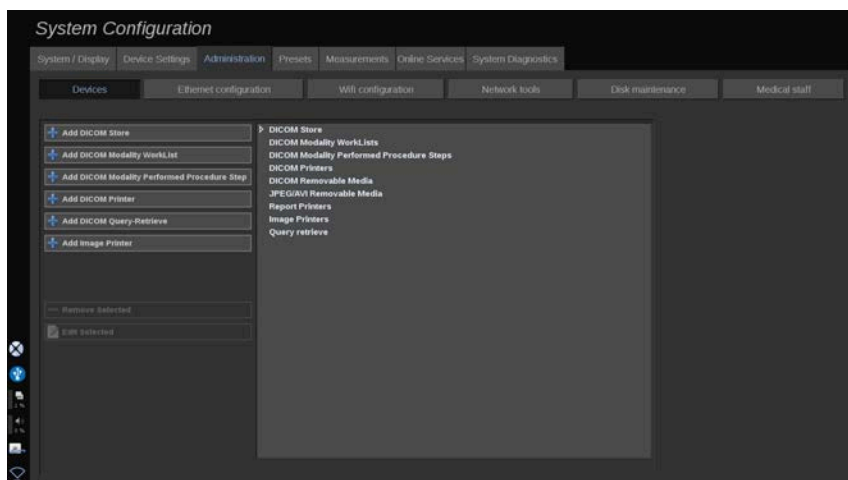 System Configuration
System / Display Device Settings Administration Presets Measurements Online Services System Diagnostics
Devices Ethernet configuration Wifi configuration Network tools Disk maintenance Medical staff
Add DICOM Store
Add DICOM Modality WorkList
Add DICOM Modality Performed Procedure Step
Add DICOM Printer
Add DICOM Query-Retrieve
Add Image Printer
Remove Selected
Edit Selected
DICOM Store
DICOM Modality WorkLists
DICOM Modality Performed Procedure Steps
DICOM Printers
DICOM Removable Media
JPEG/AVI Removable Media
Report Printers
Image Printers
Query retrieve